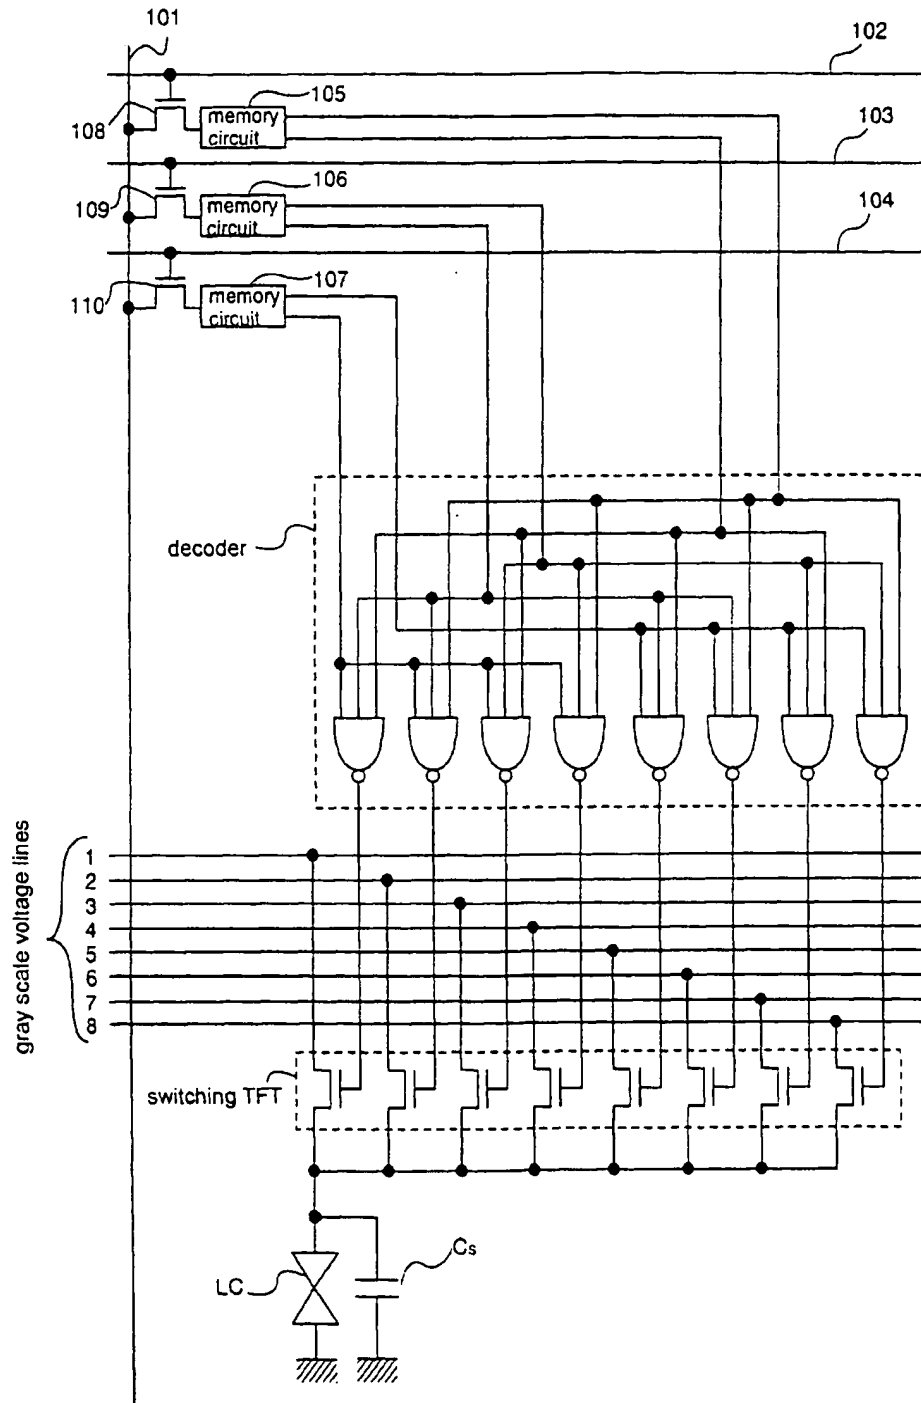 101
102
105
memory
circuit
108
103
106
memory
circuit
109
104
107
memory
circuit
110
decoder
gray scale voltage lines
1
2
3
4
5
6
7
8
switching TFT
LC
Cs